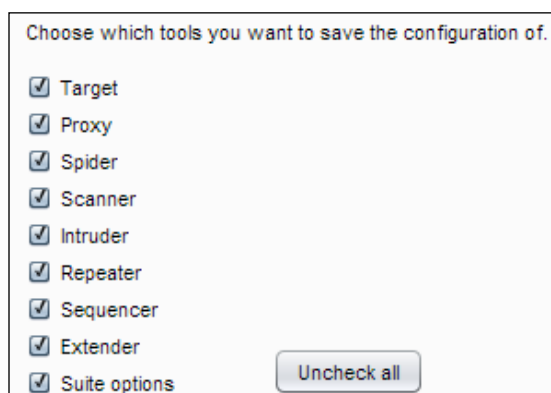 Choose which tools you want to save the configuration of.
Target
Proxy
Spider
Scanner
Intruder
Repeater
Sequencer
Extender
Suite options
Uncheck all